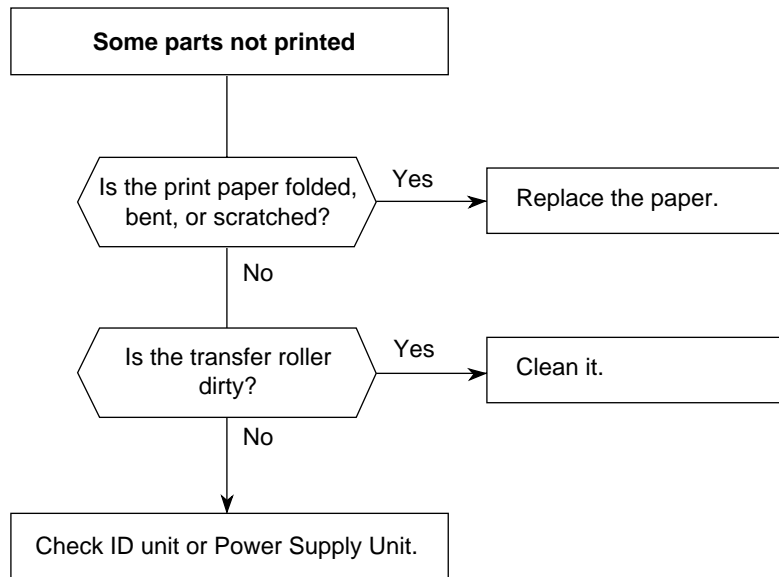 Some parts not printed
Is the print paper folded,
bent, or scratched?
Yes
Replace the paper.
No
Is the transfer roller
dirty?
Yes
Clean it.
No
Check ID unit or Power Supply Unit.